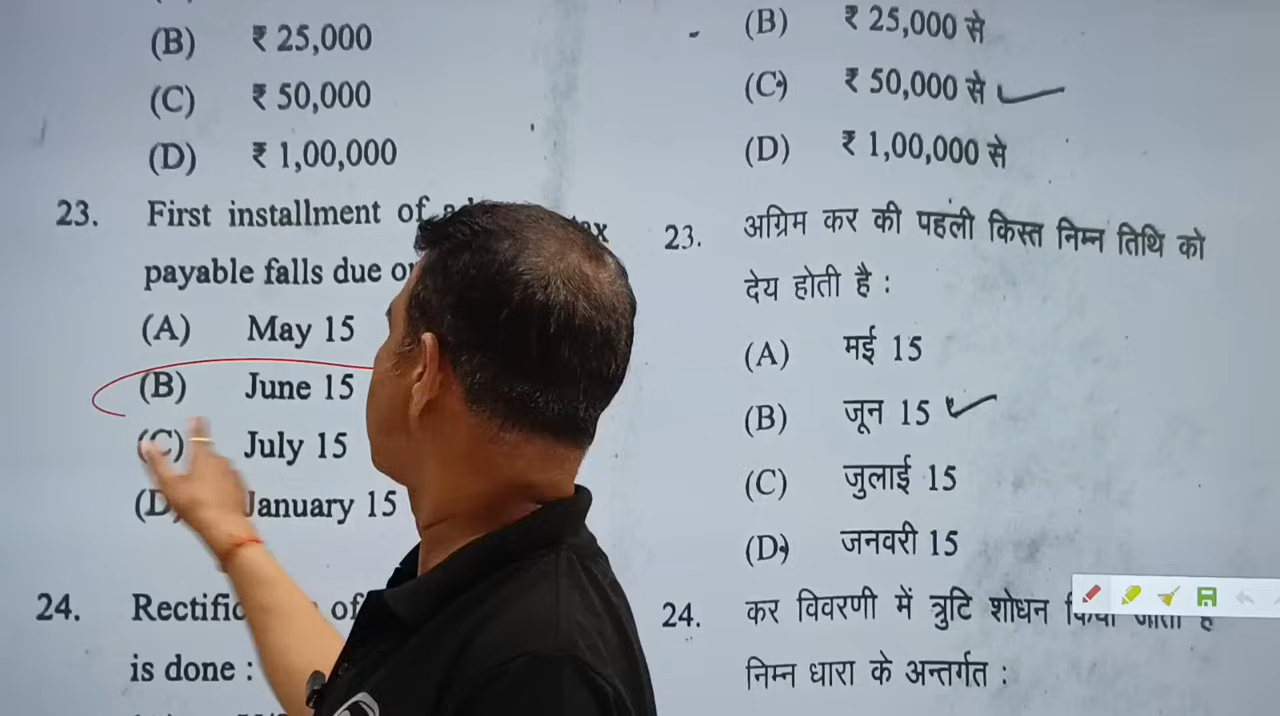 (B) ₹ 25,000
(C) ₹ 50,000
(D) ₹ 1,00,000
23. First installment of
payable falls due
(A) May 15
(B) June 15
(C) July 15
(D) January 15
24. of
is done :
(B) ₹ 25,000 से
(C) ₹ 50,000 से
(D) ₹ 1,00,000 से
23. अग्रिम कर की पहली किस्त निम्न तिथि को
देय होती है :
(A) मई 15
(B) जून 15
(C) जुलाई 15
(D) जनवरी 15
24. कर विवरणी में त्रुटि शोधन किया जाता है
निम्न धारा के अन्तर्गत :